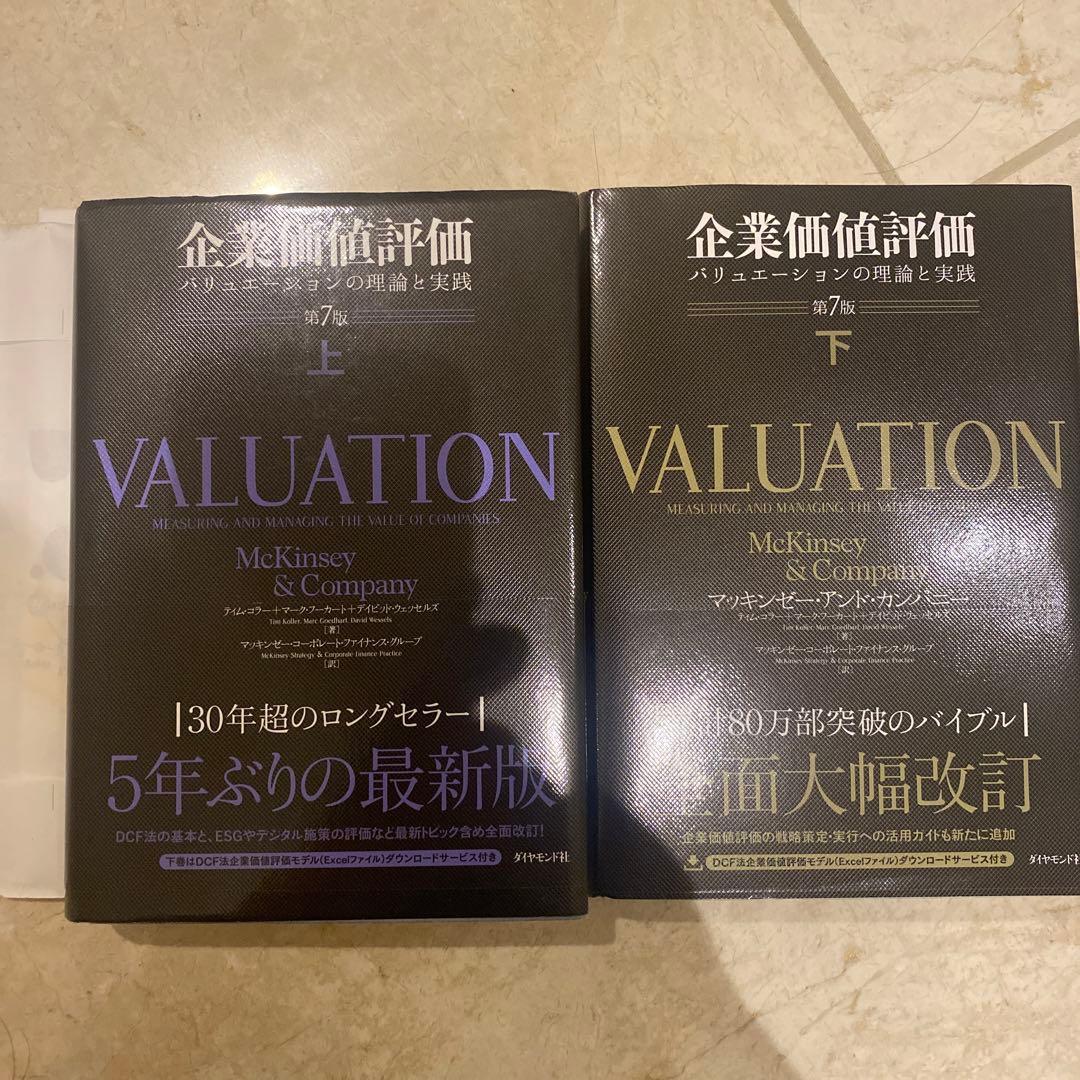 企業価値評価
バリュエーションの理論と実践
第7版
上
VALUATION
MEASURING AND MANAGING THE VALUE OF COMPANIES
McKinsey
& Company
ティム・コラー+マーク・フーカート+デイビッド・ウェッセルズ
Tim Koller, Marc Goedhart, David Wessels
[著]
マッキンゼー・コーポレート・ファイナンス・グループ
McKinsey Strategy & Corporate Finance Practice
[訳]
30年超のロングセラー
5年ぶりの最新版
DCF法の基本と、ESGやデジタル施策の評価など最新トピック含め全面改訂!
下巻はDCF法企業価値評価モデル(Excelファイル)ダウンロードサービス付き
ダイヤモンド社
企業価値評価
バリュエーションの理論と実践
第7版
下
VALUATION
MEASURING AND MANAGING THE VALUE OF
McKinsey
& Company
マッキンゼー・アンド・カンパニー
Tim Koller, Marc Goedhart, David Wessels
著
マッキンゼー・コーポレート・ファイナンス・グループ
McKinsey Strategy & Corporate Finance Practice
訳
計80万部突破のバイブル
全面大幅改訂
企業価値評価の戦略策定・実行への活用ガイドも新たに追加
DCF法企業価値評価モデル(Excelファイル)ダウンロードサービス付き
ダイヤモンド社